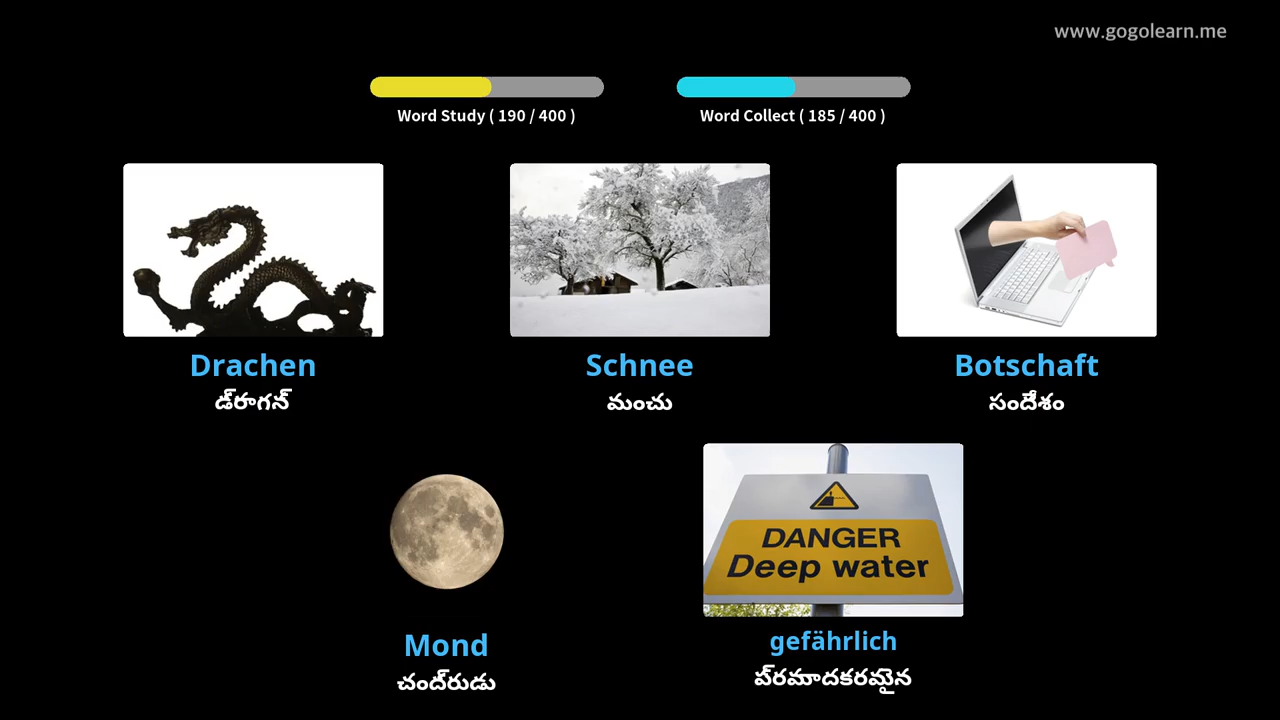 www.gogolearn.me
Word Study ( 190 / 400 )
Word Collect ( 185 / 400 )
Drachen
డ్రాగన్
Schnee
మంచు
Botschaft
సందేశం
DANGER
Deep water
Mond
చంద్రుడు
gefährlich
ప్రమాదకరమైన